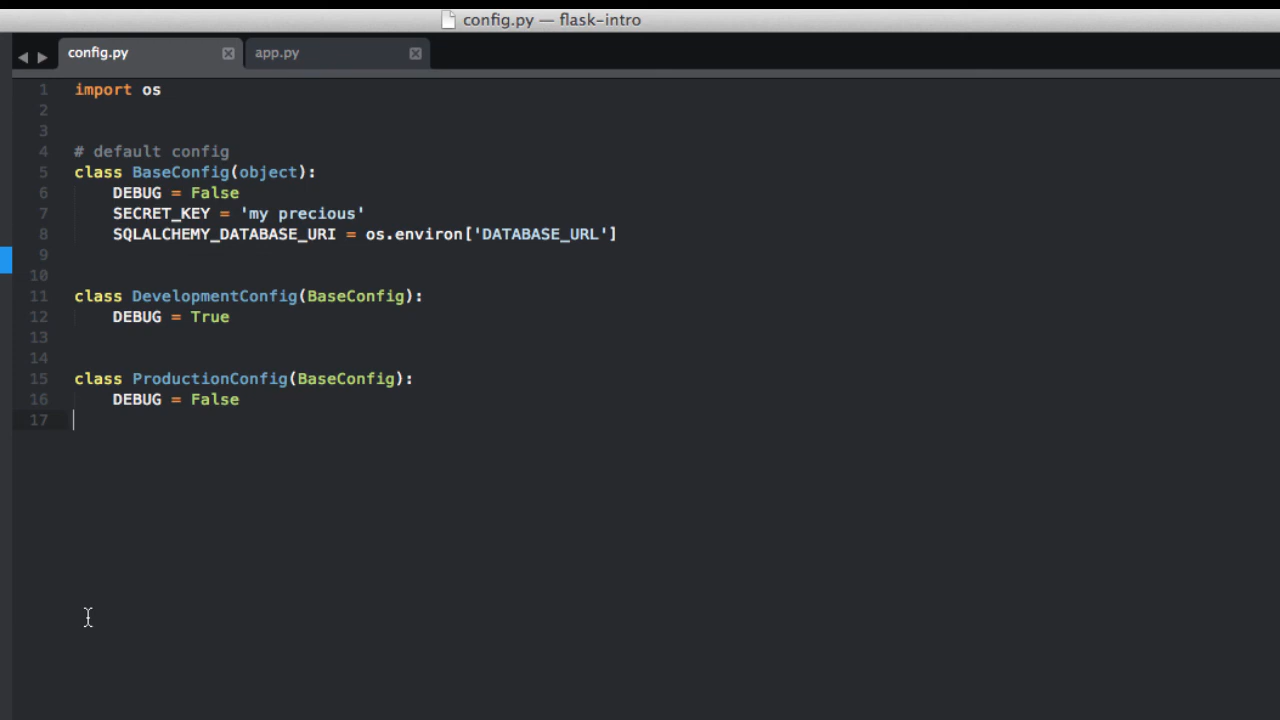 config.py — flask-intro
config.py
app.py
1 import os
2
3
4 # default config
5 class BaseConfig(object):
6     DEBUG = False
7     SECRET_KEY = 'my precious'
8     SQLALCHEMY_DATABASE_URI = os.environ['DATABASE_URL']
9
10
11 class DevelopmentConfig(BaseConfig):
12     DEBUG = True
13
14
15 class ProductionConfig(BaseConfig):
16     DEBUG = False
17